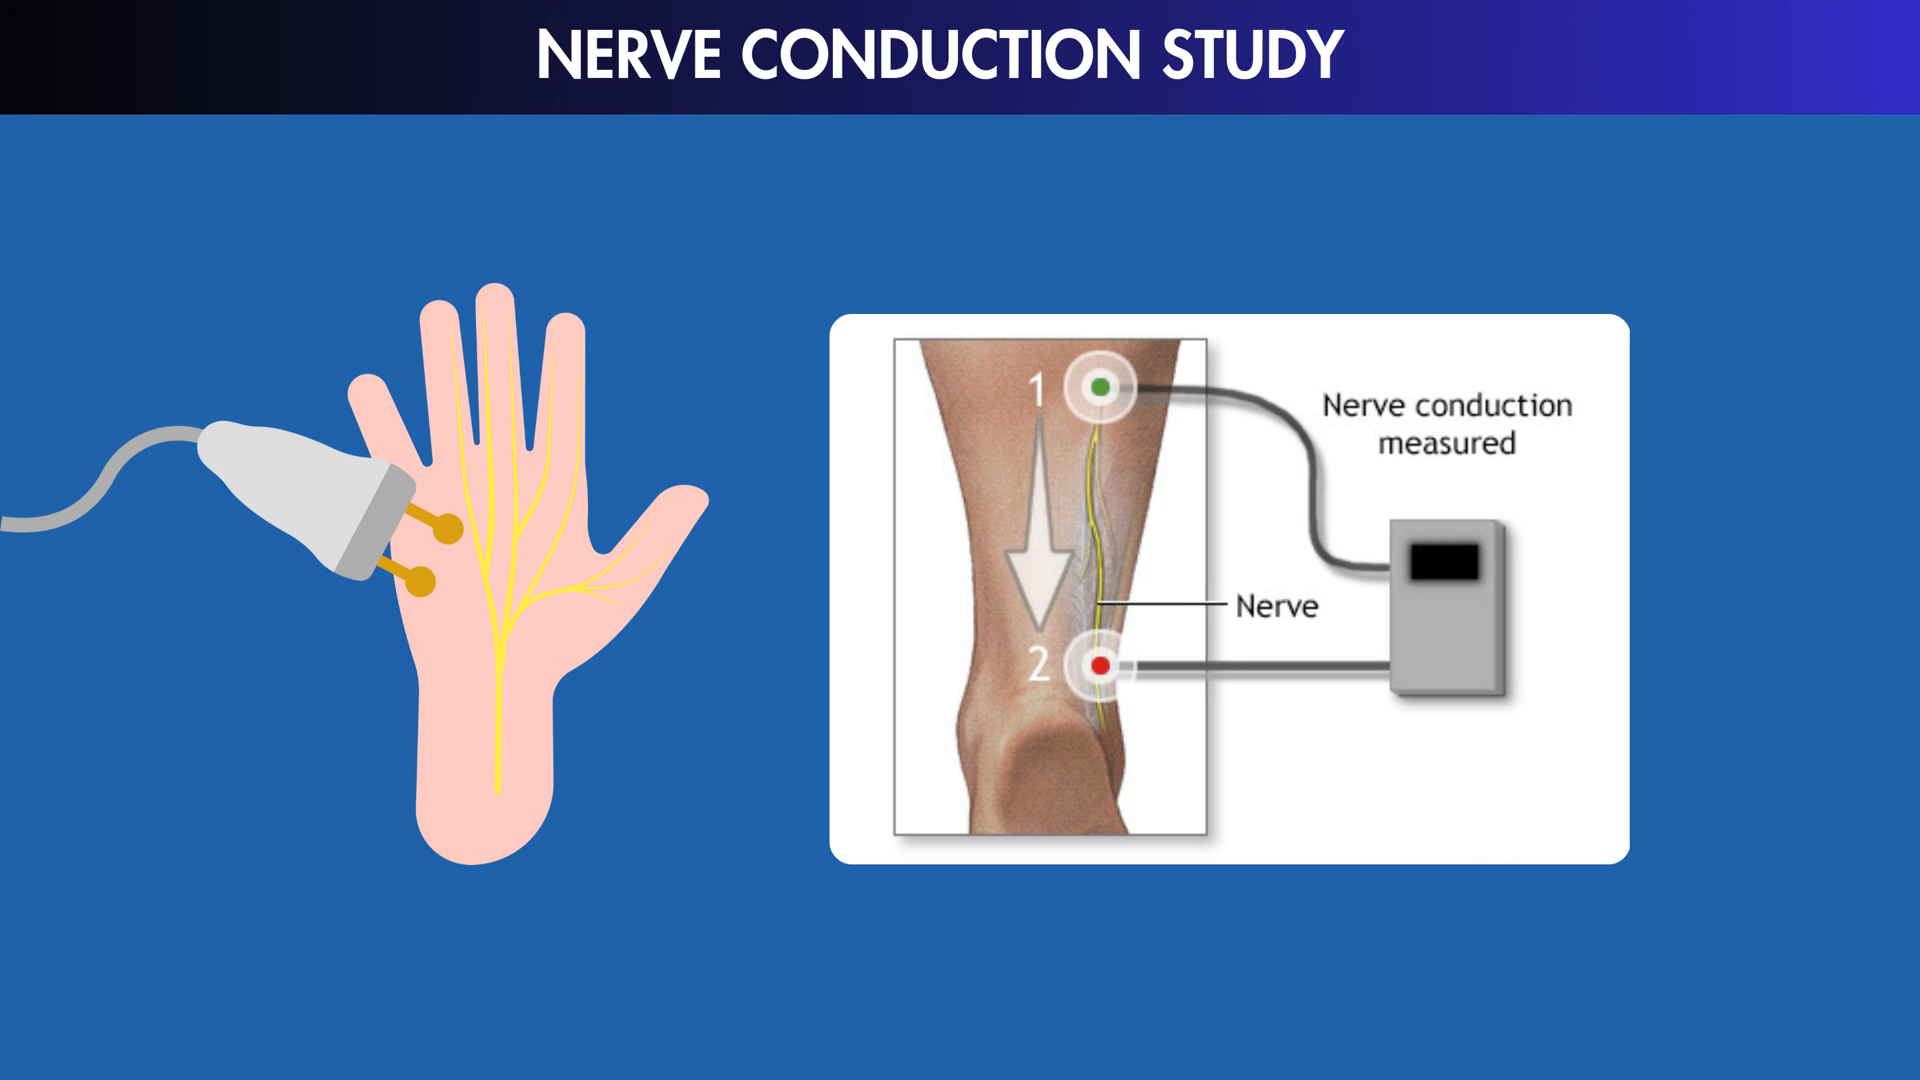 NERVE CONDUCTION STUDY
1
Nerve conduction
measured
Nerve
2